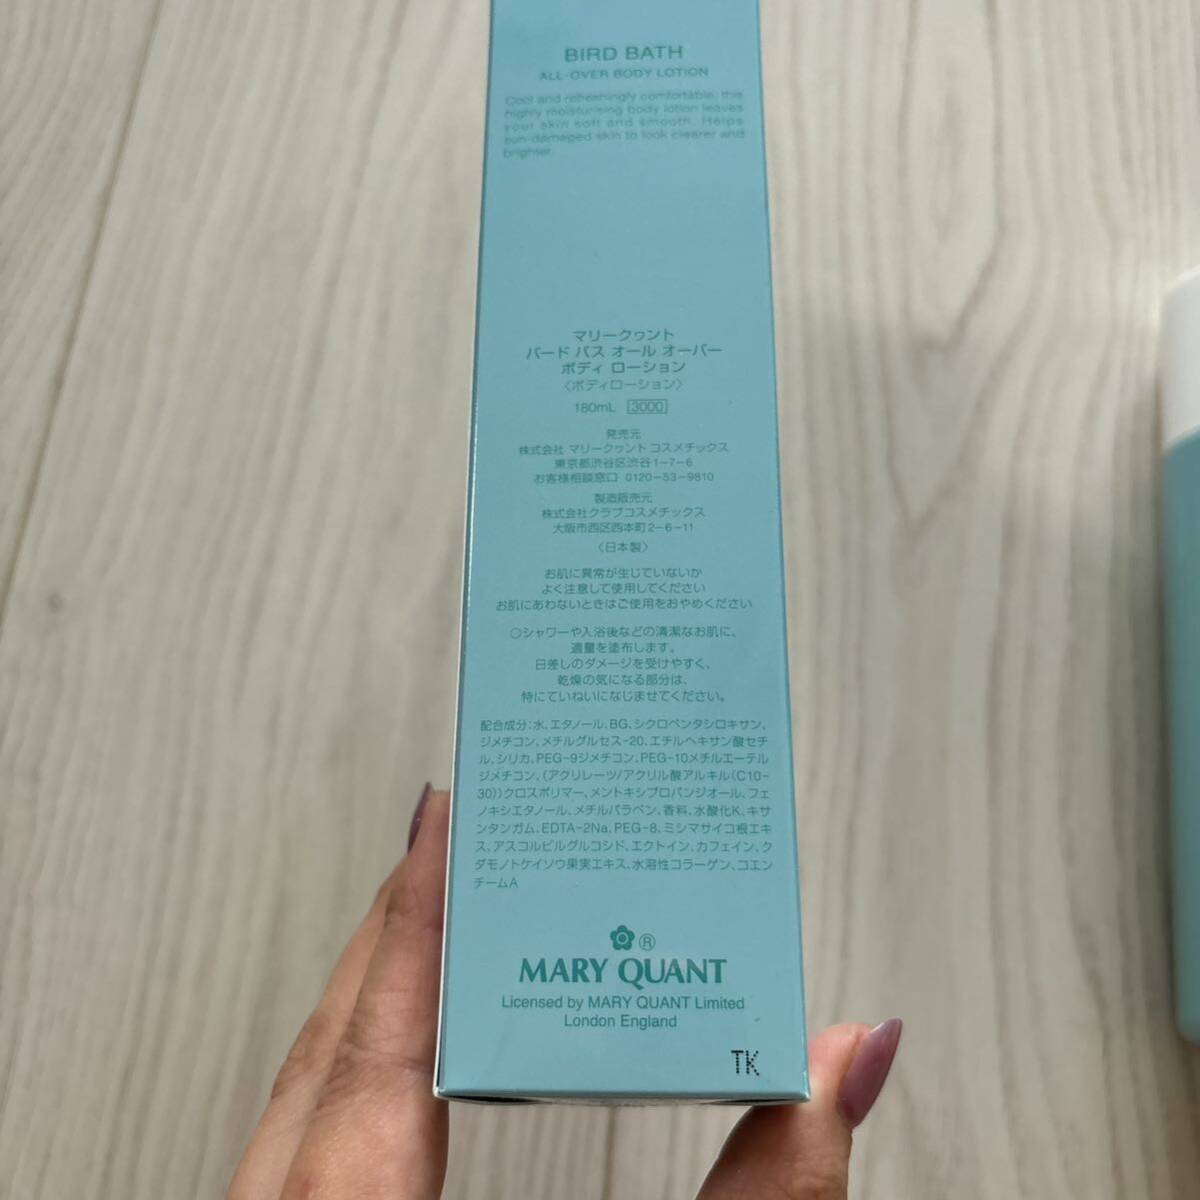 BIRD BATH
ALL-OVER BODY LOTION
Cool and refreshingly comfortable, this
highly moisturising body lotion leaves
your skin soft and smooth. Helps
sun-damaged skin to look clearer and
brighter.
マリークヮント
バード バス オール オーバー
ボディ ローション
〈ボディローション〉
180mL 3000
発売元
株式会社 マリークヮント コスメチックス
東京都渋谷区渋谷1-7-6
お客様相談窓口 0120-53-9810
製造販売元
株式会社クラブコスメチックス
大阪市西区西本町2-6-11
〈日本製〉
お肌に異常が生じていないか
よく注意して使用してください
お肌にあわないときはご使用をおやめください
○シャワーや入浴後などの清潔なお肌に、
適量を塗布します。
日差しのダメージを受けやすく、
乾燥の気になる部分は、
特にていねいになじませてください。
配合成分:水、エタノール、BG、シクロペンタシロキサン、
ジメチコン、メチルグルセス-20、エチルヘキサン酸セチ
ル、シリカ、PEG-9ジメチコン、PEG-10メチルエーテル
ジメチコン、(アクリレーツ/アクリル酸アルキル(C10-
30))クロスポリマー、メントキシプロパンジオール、フェ
ノキシエタノール、メチルパラベン、香料、水酸化K、キサ
ンタンガム、EDTA-2Na、PEG-8、ミシマサイコ根エキ
ス、アスコルビルグルコシド、エクトイン、カフェイン、ク
ダモノトケイソウ果実エキス、水溶性コラーゲン、コエン
チームA
®
MARY QUANT
Licensed by MARY QUANT Limited
London England
TK